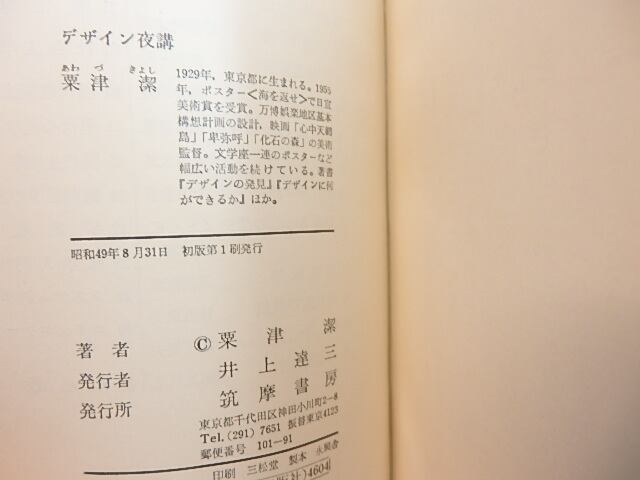 デザイン夜講
あわ づ きよし
粟津 潔
1929年，東京都に生まれる。1955
年，ポスター＜海を返せ＞で日宣
美術賞を受賞。万博娯楽地区基本
構想計画の設計，映画「心中天網
島」「卑弥呼」「化石の森」の美術
監督。文学座一連のポスターなど
幅広い活動を続けている。著書
『デザインの発見』『デザインに何
ができるか』ほか。
昭和49年8月31日 初版第1刷発行
著者 ©粟津潔
発行者 井上達三
発行所 筑摩書房
東京都千代田区神田小川町2-8
Tel. (291) 7651 振替東京4123
郵便番号 101-91
印刷 三松堂 製本 永興舎
版社)4604